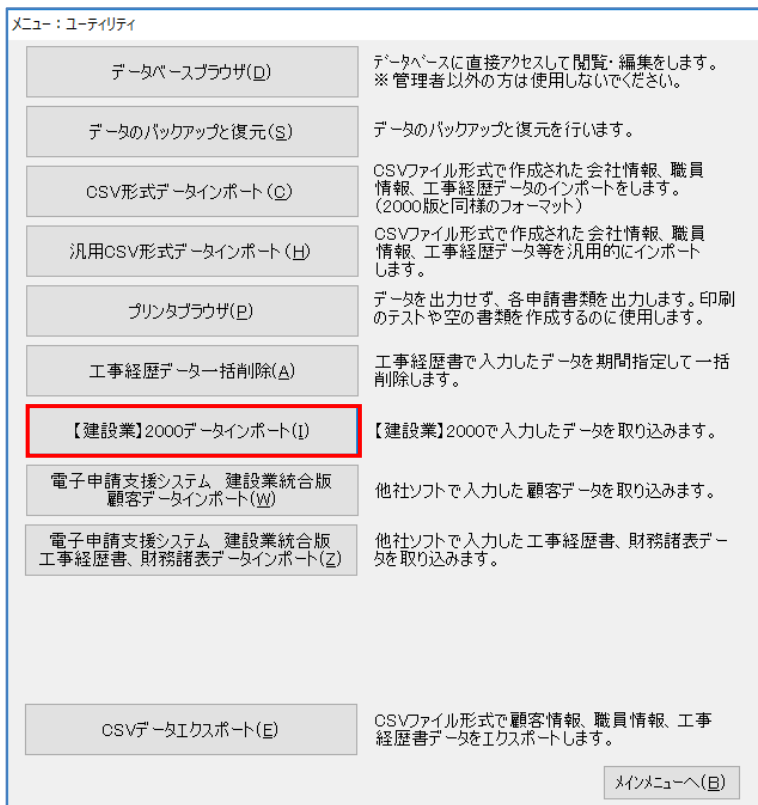 メニュー：ユーティリティ
データベースブラウザ(D)
データベースに直接アクセスして閲覧・編集をします。
※管理者以外の方は使用しないでください。
データのバックアップと復元(S)
データのバックアップと復元を行います。
CSV形式データインポート(C)
CSVファイル形式で作成された会社情報、職員
情報、工事経歴データのインポートをします。
(2000版と同様のフォーマット)
汎用CSV形式データインポート(H)
CSVファイル形式で作成された会社情報、職員
情報、工事経歴データ等を汎用的にインポート
します。
プリンタブラウザ(P)
データを出力せず、各申請書類を出力します。印刷
のテストや空の書類を作成するのに使用します。
工事経歴データ一括削除(A)
工事経歴書で入力したデータを期間指定して一括
削除します。
【建設業】2000データインポート(I)
【建設業】2000で入力したデータを取り込みます。
電子申請支援システム 建設業統合版
顧客データインポート(W)
他社ソフトで入力した顧客データを取り込みます。
電子申請支援システム 建設業統合版
工事経歴書、財務諸表データインポート(Z)
他社ソフトで入力した工事経歴書、財務諸表デー
タを取り込みます。
CSVデータエクスポート(E)
CSVファイル形式で顧客情報、職員情報、工事
経歴書データをエクスポートします。
メインメニューへ(B)